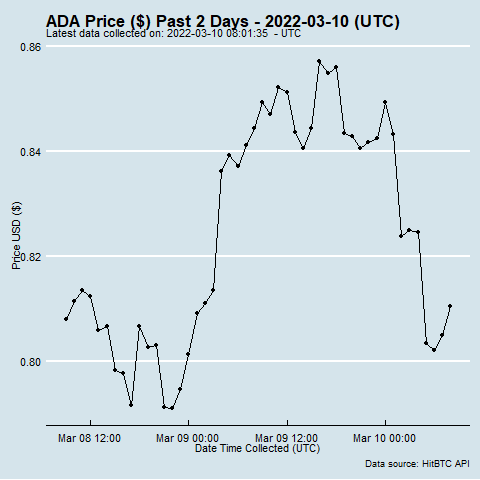 ADA Price ($) Past 2 Days - 2022-03-10 (UTC)
Latest data collected on: 2022-03-10 08:01:35  - UTC
0.86
0.84
0.82
0.80
Price USD ($)
Mar 08 12:00
Mar 09 00:00
Mar 09 12:00
Mar 10 00:00
Date Time Collected (UTC)
Data source: HitBTC API